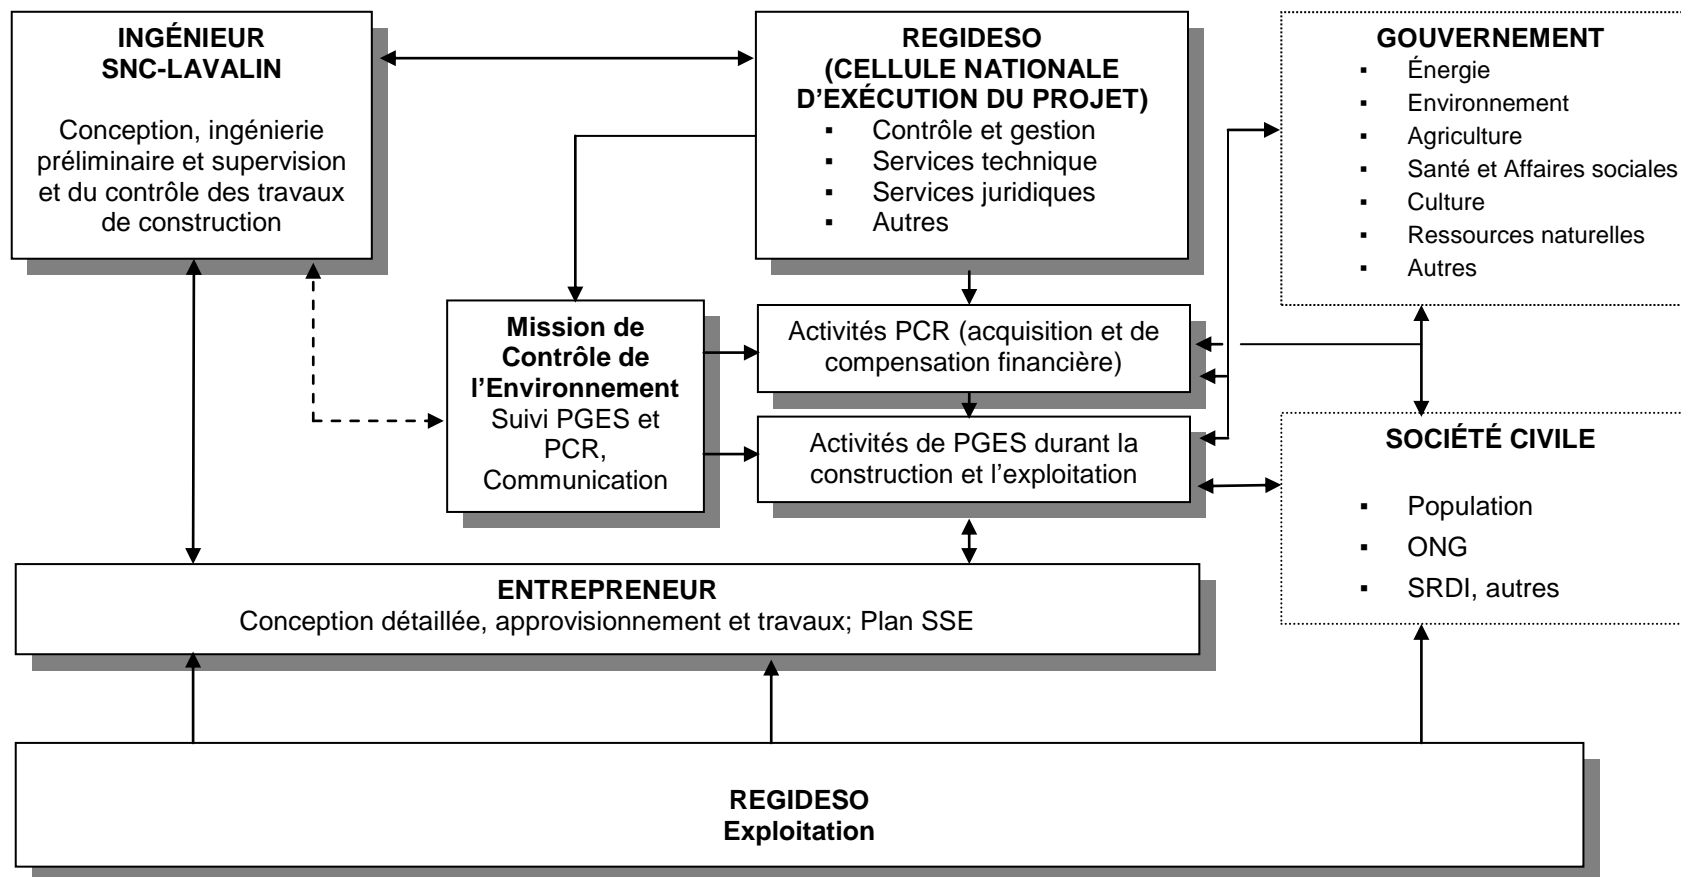 INGÉNIEUR
SNC-LAVALIN
Conception, ingénierie
préliminaire et supervision
et du contrôle des travaux
de construction
REGIDESO
(CELLULE NATIONALE
D’EXÉCUTION DU PROJET)
▪ Contrôle et gestion
▪ Services technique
▪ Services juridiques
▪ Autres
GOUVERNEMENT
▪ Énergie
▪ Environnement
▪ Agriculture
▪ Santé et Affaires sociales
▪ Culture
▪ Ressources naturelles
▪ Autres
Mission de
Contrôle de
l’Environnement
Suivi PGES et
PCR,
Communication
Activités PCR (acquisition et de
compensation financière)
Activités de PGES durant la
construction et l’exploitation
SOCIÉTÉ CIVILE
▪ Population
▪ ONG
▪ SRDI, autres
ENTREPRENEUR
Conception détaillée, approvisionnement et travaux; Plan SSE
REGIDESO
Exploitation